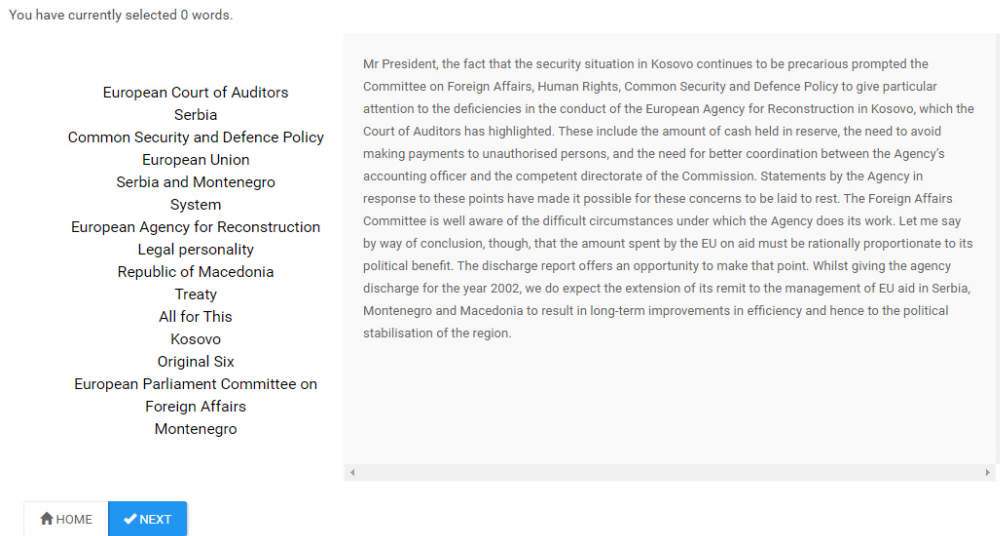 You have currently selected 0 words.
European Court of Auditors
Serbia
Common Security and Defence Policy
European Union
Serbia and Montenegro
System
European Agency for Reconstruction
Legal personality
Republic of Macedonia
Treaty
All for This
Kosovo
Original Six
European Parliament Committee on
Foreign Affairs
Montenegro
Mr President, the fact that the security situation in Kosovo continues to be precarious prompted the
Committee on Foreign Affairs, Human Rights, Common Security and Defence Policy to give particular
attention to the deficiencies in the conduct of the European Agency for Reconstruction in Kosovo, which the
Court of Auditors has highlighted. These include the amount of cash held in reserve, the need to avoid
making payments to unauthorised persons, and the need for better coordination between the Agency's
accounting officer and the competent directorate of the Commission. Statements by the Agency in
response to these points have made it possible for these concerns to be laid to rest. The Foreign Affairs
Committee is well aware of the difficult circumstances under which the Agency does its work. Let me say
by way of conclusion, though, that the amount spent by the EU on aid must be rationally proportionate to its
political benefit. The discharge report offers an opportunity to make that point. Whilst giving the agency
discharge for the year 2002, we do expect the extension of its remit to the management of EU aid in Serbia,
Montenegro and Macedonia to result in long-term improvements in efficiency and hence to the political
stabilisation of the region.
HOME
NEXT